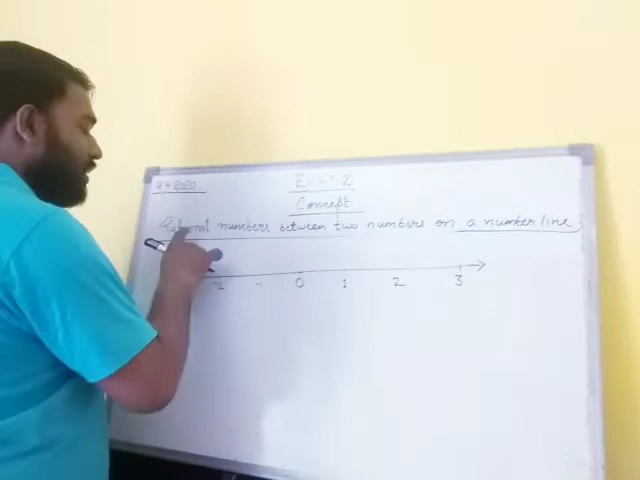 9.4.2020
Ex - 1.2
Concept
Rational numbers between two numbers on a number line
0 1 2 3